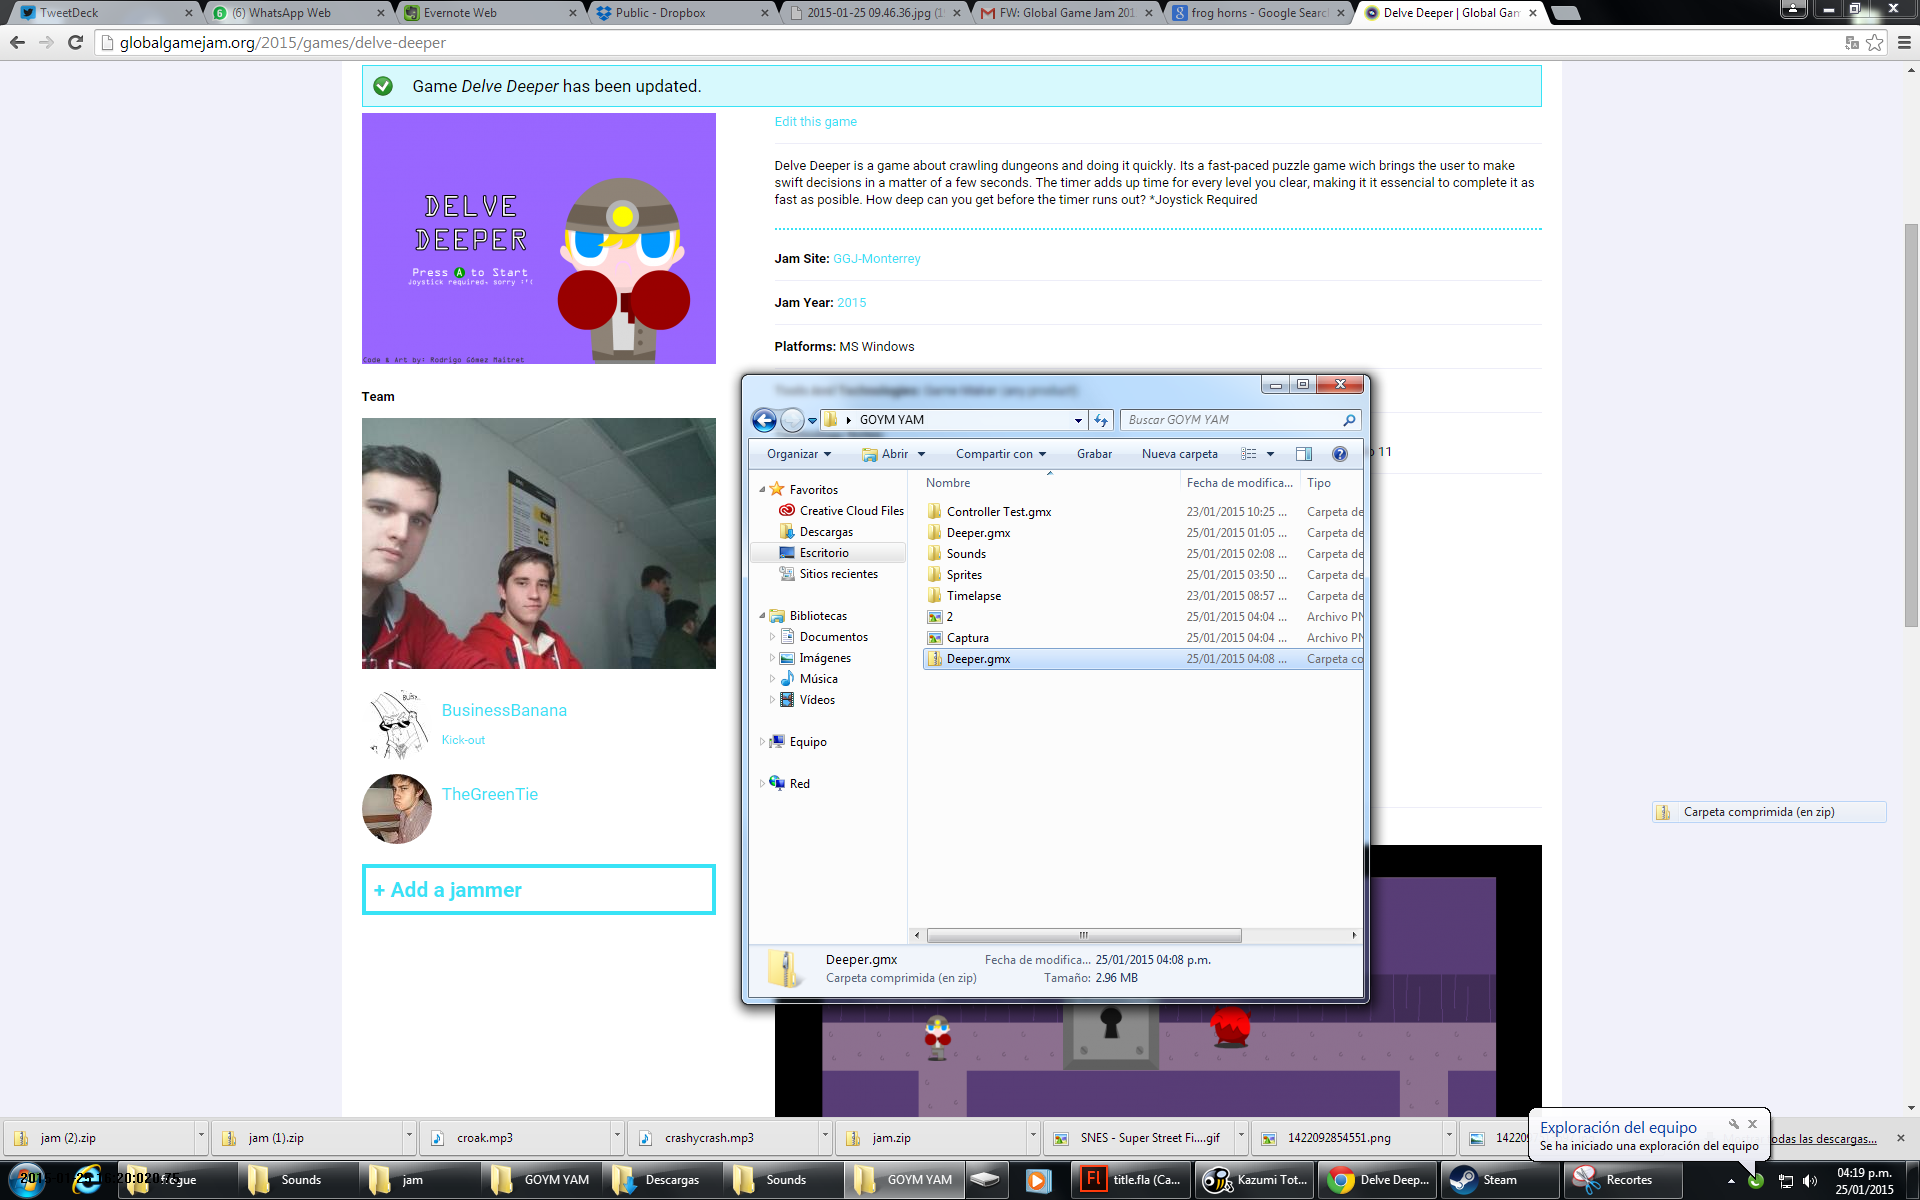 TweetDeck
(6) WhatsApp Web
Evernote Web
Public - Dropbox
2015-01-25 09.46.36.jpg (1
FW: Global Game Jam 201
frog horns - Google Search
Delve Deeper | Global Gam
globalgamejam.org/2015/games/delve-deeper
Game Delve Deeper has been updated.
DELVE
DEEPER
Press A to Start
Joystick required, sorry :'(
Code & Art by: Rodrigo Gómez Maitret
Edit this game
Delve Deeper is a game about crawling dungeons and doing it quickly. Its a fast-paced puzzle game wich brings the user to make
swift decisions in a matter of a few seconds. The timer adds up time for every level you clear, making it it essencial to complete it as
fast as posible. How deep can you get before the timer runs out? *Joystick Required
Jam Site: GGJ-Monterrey
Jam Year: 2015
Platforms: MS Windows
Tools And Technologies: Game Maker (any product)
11
Team
BusinessBanana
Kick-out
TheGreenTie
+ Add a jammer
GOYM YAM
Buscar GOYM YAM
Organizar
Abrir
Compartir con
Grabar
Nueva carpeta
Favoritos
Creative Cloud Files
Descargas
Escritorio
Sitios recientes
Bibliotecas
Documentos
Imágenes
Música
Vídeos
Equipo
Red
Nombre
Fecha de modifica...
Tipo
Controller Test.gmx
23/01/2015 10:25 ...
Carpeta de
Deeper.gmx
25/01/2015 01:05 ...
Carpeta de
Sounds
25/01/2015 02:08 ...
Carpeta de
Sprites
25/01/2015 03:50 ...
Carpeta de
Timelapse
23/01/2015 08:57 ...
Carpeta de
2
25/01/2015 04:04 ...
Archivo PN
Captura
25/01/2015 04:04 ...
Archivo PN
Deeper.gmx
25/01/2015 04:08 ...
Carpeta co
Deeper.gmx
Fecha de modifica... 25/01/2015 04:08 p.m.
Carpeta comprimida (en zip)
Tamaño: 2.96 MB
Carpeta comprimida (en zip)
jam (2).zip
jam (1).zip
croak.mp3
crashycrash.mp3
jam.zip
SNES - Super Street Fi....gif
1422092854551.png
todas las descargas...
Exploración del equipo
Se ha iniciado una exploración del equipo
Sounds
jam
GOYM YAM
Descargas
Sounds
GOYM YAM
title.fla (Ca...
Kazumi Tot...
Delve Deep...
Steam
Recortes
04:19 p.m.
25/01/2015